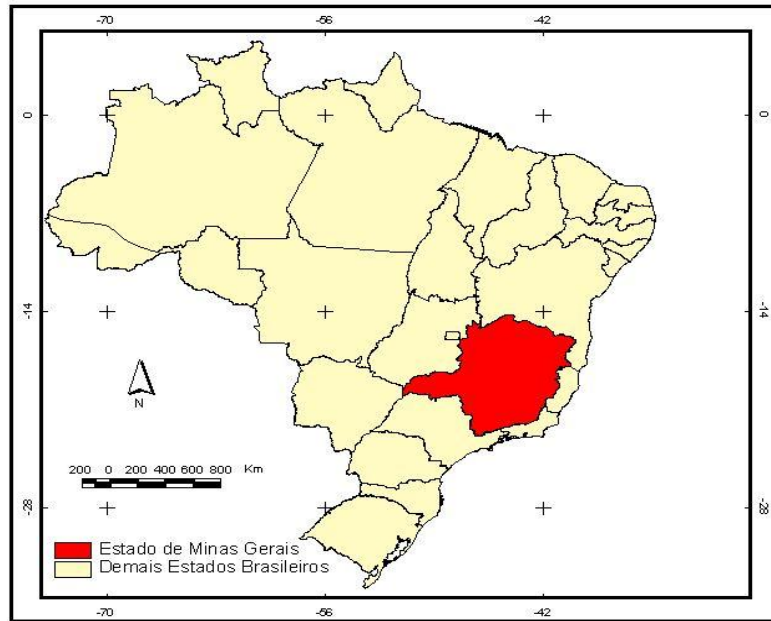 -70 -56 -42
0 0
-14 -14
N
200 0 200 400 600 800 Km
-28 -28
Estado de Minas Gerais
Demais Estados Brasileiros
-70 -56 -42